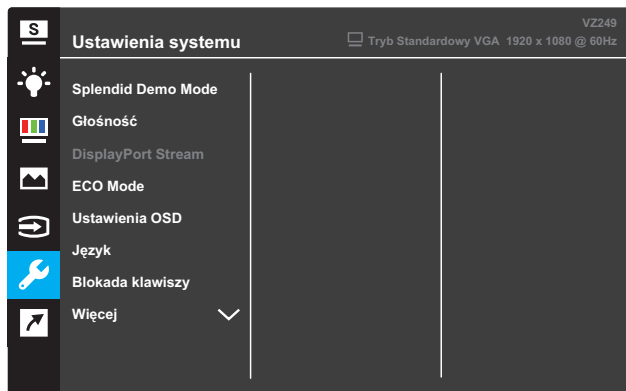 S
VZ249
Ustawienia systemu
Tryb Standardowy VGA 1920 x 1080 @ 60Hz
Splendid Demo Mode
Głośność
DisplayPort Stream
ECO Mode
Ustawienia OSD
Język
Blokada klawiszy
Więcej